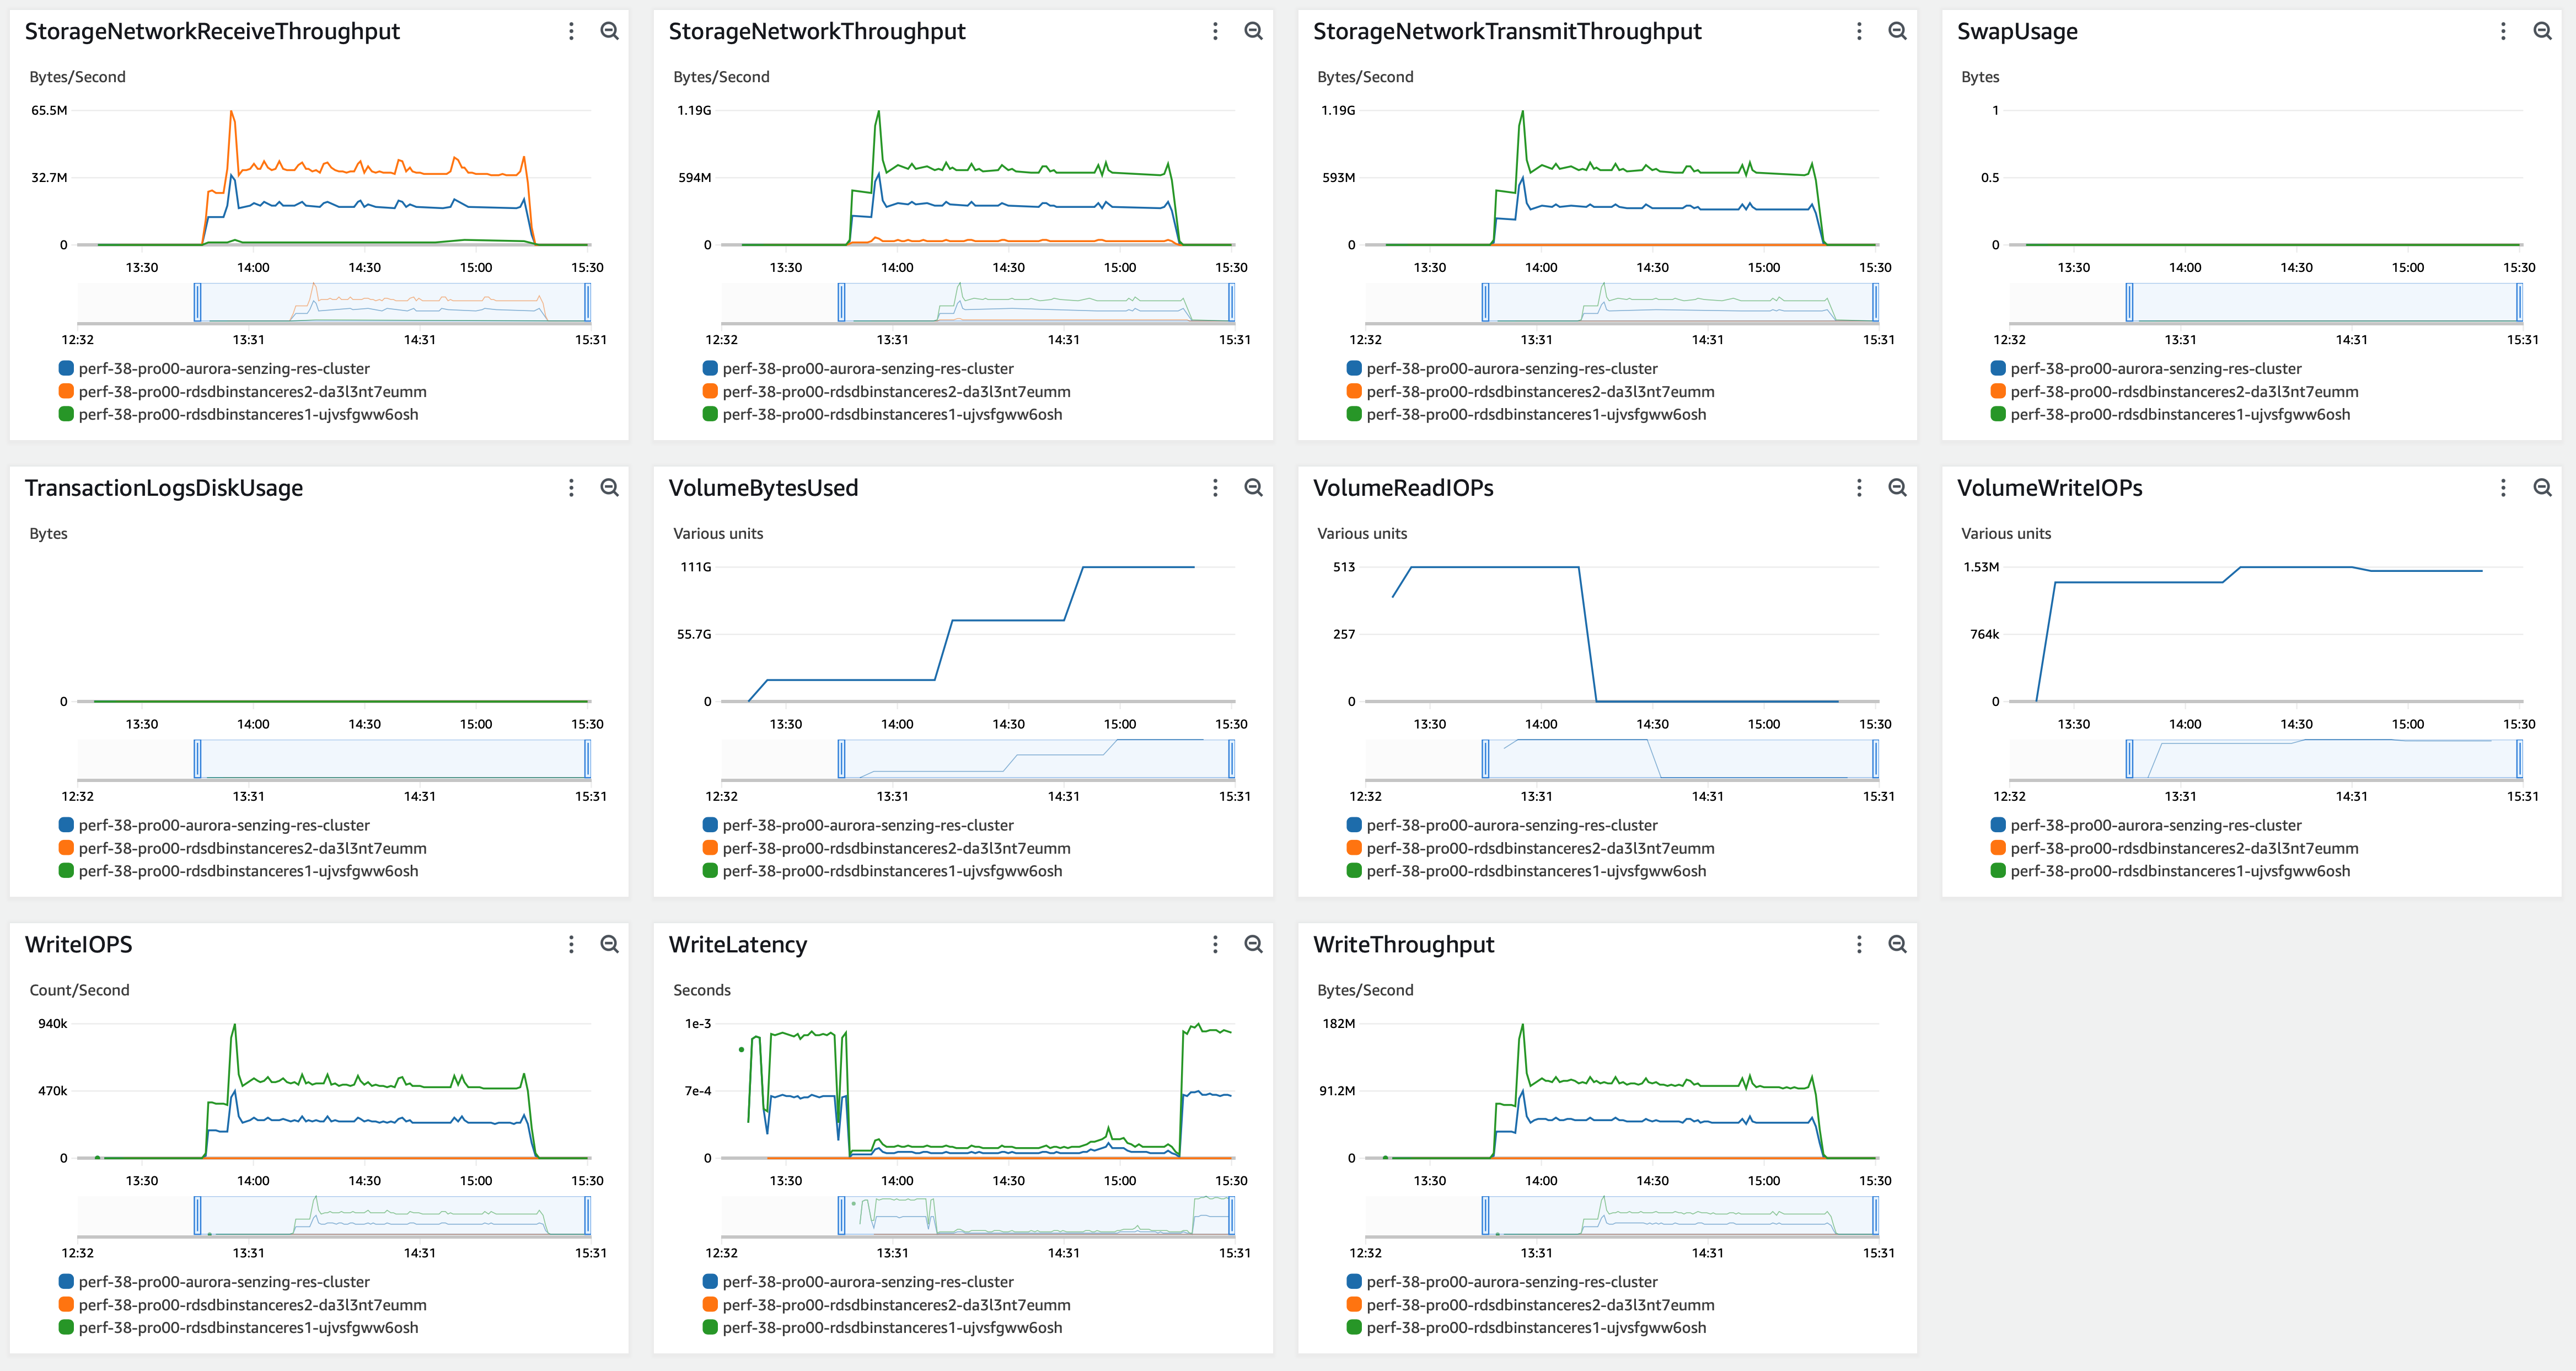 StorageNetworkReceiveThroughput
Bytes/Second
65.5M
32.7M
0
13:30 14:00 14:30 15:00 15:30
12:32 13:31 14:31 15:31
perf-38-pro00-aurora-senzing-res-cluster
perf-38-pro00-rdsdbinstanceres2-da3l3nt7eumm
perf-38-pro00-rdsdbinstanceres1-ujvsfgww6osh
StorageNetworkThroughput
Bytes/Second
1.19G
594M
0
13:30 14:00 14:30 15:00 15:30
12:32 13:31 14:31 15:31
perf-38-pro00-aurora-senzing-res-cluster
perf-38-pro00-rdsdbinstanceres2-da3l3nt7eumm
perf-38-pro00-rdsdbinstanceres1-ujvsfgww6osh
StorageNetworkTransmitThroughput
Bytes/Second
1.19G
593M
0
13:30 14:00 14:30 15:00 15:30
12:32 13:31 14:31 15:31
perf-38-pro00-aurora-senzing-res-cluster
perf-38-pro00-rdsdbinstanceres2-da3l3nt7eumm
perf-38-pro00-rdsdbinstanceres1-ujvsfgww6osh
SwapUsage
Bytes
1
0.5
0
13:30 14:00 14:30 15:00 15:30
12:32 13:31 14:31 15:31
perf-38-pro00-aurora-senzing-res-cluster
perf-38-pro00-rdsdbinstanceres2-da3l3nt7eumm
perf-38-pro00-rdsdbinstanceres1-ujvsfgww6osh
TransactionLogsDiskUsage
Bytes
0
13:30 14:00 14:30 15:00 15:30
12:32 13:31 14:31 15:31
perf-38-pro00-aurora-senzing-res-cluster
perf-38-pro00-rdsdbinstanceres2-da3l3nt7eumm
perf-38-pro00-rdsdbinstanceres1-ujvsfgww6osh
VolumeBytesUsed
Various units
111G
55.7G
0
13:30 14:00 14:30 15:00 15:30
12:32 13:31 14:31 15:31
perf-38-pro00-aurora-senzing-res-cluster
perf-38-pro00-rdsdbinstanceres2-da3l3nt7eumm
perf-38-pro00-rdsdbinstanceres1-ujvsfgww6osh
VolumeReadIOPs
Various units
513
257
0
13:30 14:00 14:30 15:00 15:30
12:32 13:31 14:31 15:31
perf-38-pro00-aurora-senzing-res-cluster
perf-38-pro00-rdsdbinstanceres2-da3l3nt7eumm
perf-38-pro00-rdsdbinstanceres1-ujvsfgww6osh
VolumeWriteIOPs
Various units
1.53M
764k
0
13:30 14:00 14:30 15:00 15:30
12:32 13:31 14:31 15:31
perf-38-pro00-aurora-senzing-res-cluster
perf-38-pro00-rdsdbinstanceres2-da3l3nt7eumm
perf-38-pro00-rdsdbinstanceres1-ujvsfgww6osh
WriteIOPS
Count/Second
940k
470k
0
13:30 14:00 14:30 15:00 15:30
12:32 13:31 14:31 15:31
perf-38-pro00-aurora-senzing-res-cluster
perf-38-pro00-rdsdbinstanceres2-da3l3nt7eumm
perf-38-pro00-rdsdbinstanceres1-ujvsfgww6osh
WriteLatency
Seconds
1e-3
7e-4
0
13:30 14:00 14:30 15:00 15:30
12:32 13:31 14:31 15:31
perf-38-pro00-aurora-senzing-res-cluster
perf-38-pro00-rdsdbinstanceres2-da3l3nt7eumm
perf-38-pro00-rdsdbinstanceres1-ujvsfgww6osh
WriteThroughput
Bytes/Second
182M
91.2M
0
13:30 14:00 14:30 15:00 15:30
12:32 13:31 14:31 15:31
perf-38-pro00-aurora-senzing-res-cluster
perf-38-pro00-rdsdbinstanceres2-da3l3nt7eumm
perf-38-pro00-rdsdbinstanceres1-ujvsfgww6osh